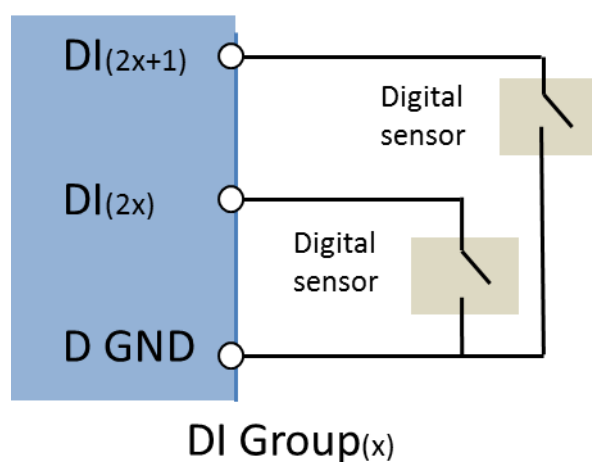 DI(2x+1)
Digital
sensor
DI(2x)
Digital
sensor
D GND
DI Group(x)